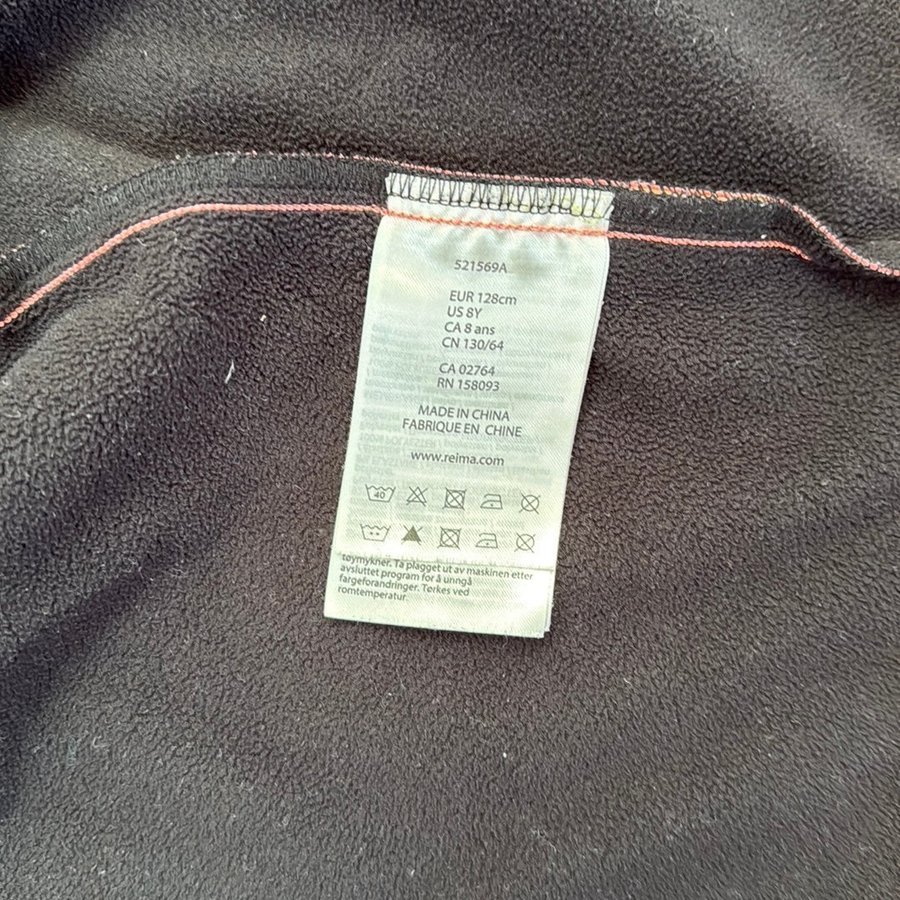 521569A
EUR 128cm
US 8Y
CA 8 ans
CN 130/64
CA 02764
RN 158093
MADE IN CHINA
FABRIQUE EN CHINE
www.reima.com
40
tøymykner. Ta plagget ut av maskinen etter
avsluttet program for å unngå
fargeforandringer. Tørkes ved
romtemperatur.